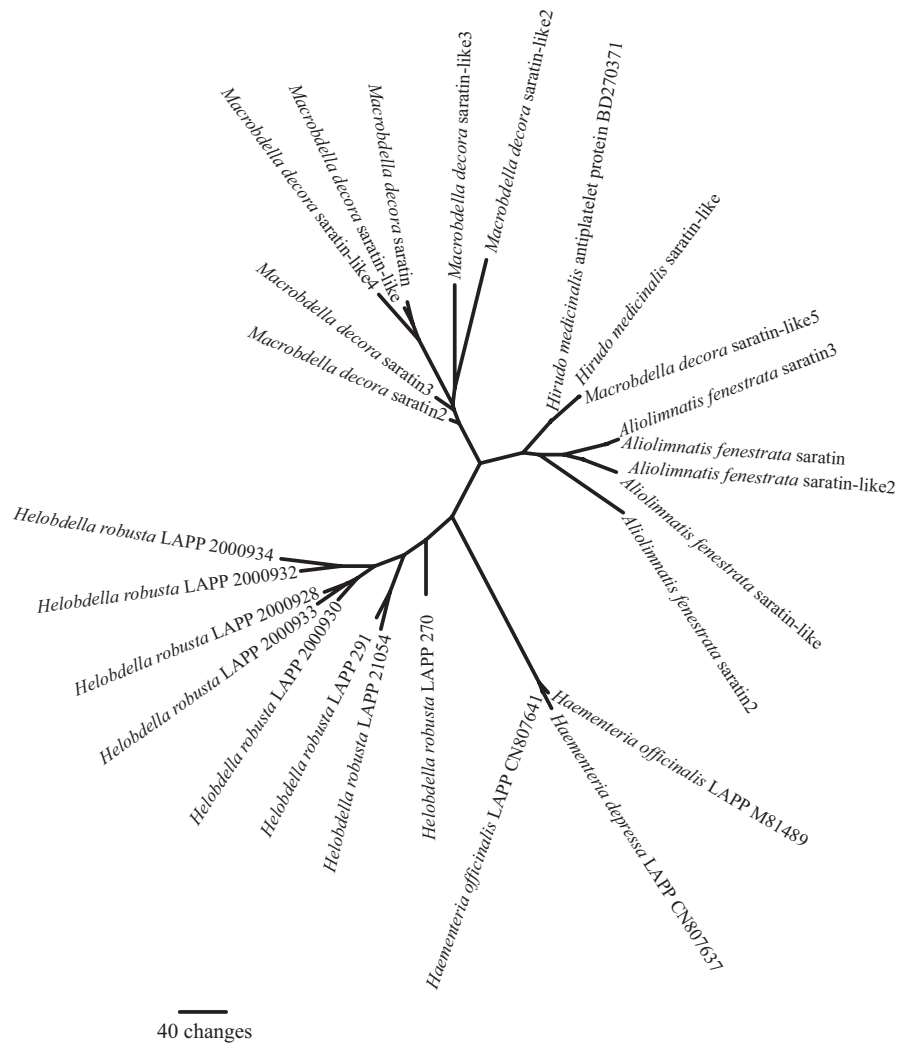 Macrobdella decora saratin-like4
Macrobdella decora saratin-like
Macrobdella decora saratin
Macrobdella decora saratin-like3
Macrobdella decora saratin-like2
Hirudo medicinalis antiplatelet protein BD270371
Hirudo medicinalis saratin-like
Macrobdella decora saratin-like5
Macrobdella decora saratin3
Macrobdella decora saratin2
Aliolimnatis fenestrata saratin3
Aliolimnatis fenestrata saratin
Aliolimnatis fenestrata saratin-like2
Aliolimnatis fenestrata saratin-like
Aliolimnatis fenestrata saratin2
Helobdella robusta LAPP 2000934
Helobdella robusta LAPP 2000932
Helobdella robusta LAPP 2000928
Helobdella robusta LAPP 2000933
Helobdella robusta LAPP 2000930
Helobdella robusta LAPP 291
Helobdella robusta LAPP 21054
Helobdella robusta LAPP 270
Haementeria officinalis LAPP CN807641
Haementeria depressa LAPP CN807637
Haementeria officinalis LAPP M81489
40 changes